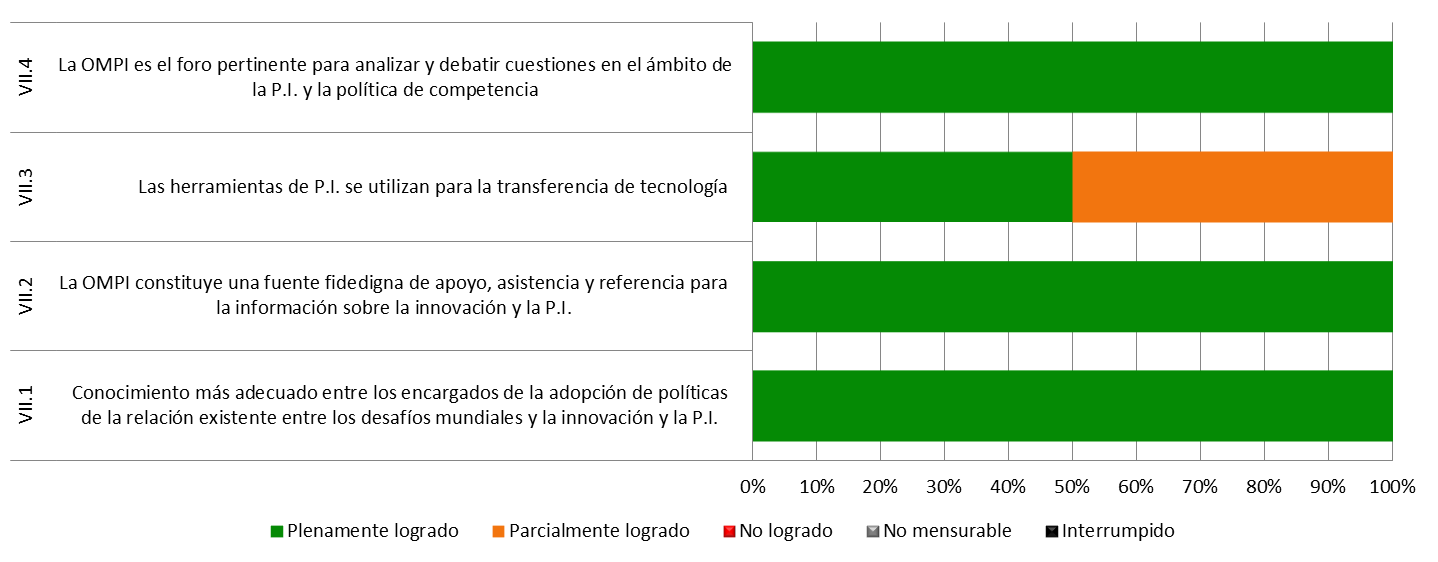 VII.4
La OMPI es el foro pertinente para analizar y debatir cuestiones en el ámbito de
la P.I. y la política de competencia
VII.3
Las herramientas de P.I. se utilizan para la transferencia de tecnología
VII.2
La OMPI constituye una fuente fidedigna de apoyo, asistencia y referencia para
la información sobre la innovación y la P.I.
VII.1
Conocimiento más adecuado entre los encargados de la adopción de políticas
de la relación existente entre los desafíos mundiales y la innovación y la P.I.
0% 10% 20% 30% 40% 50% 60% 70% 80% 90% 100%
Plenamente logrado Parcialmente logrado No logrado No mensurable Interrumpido